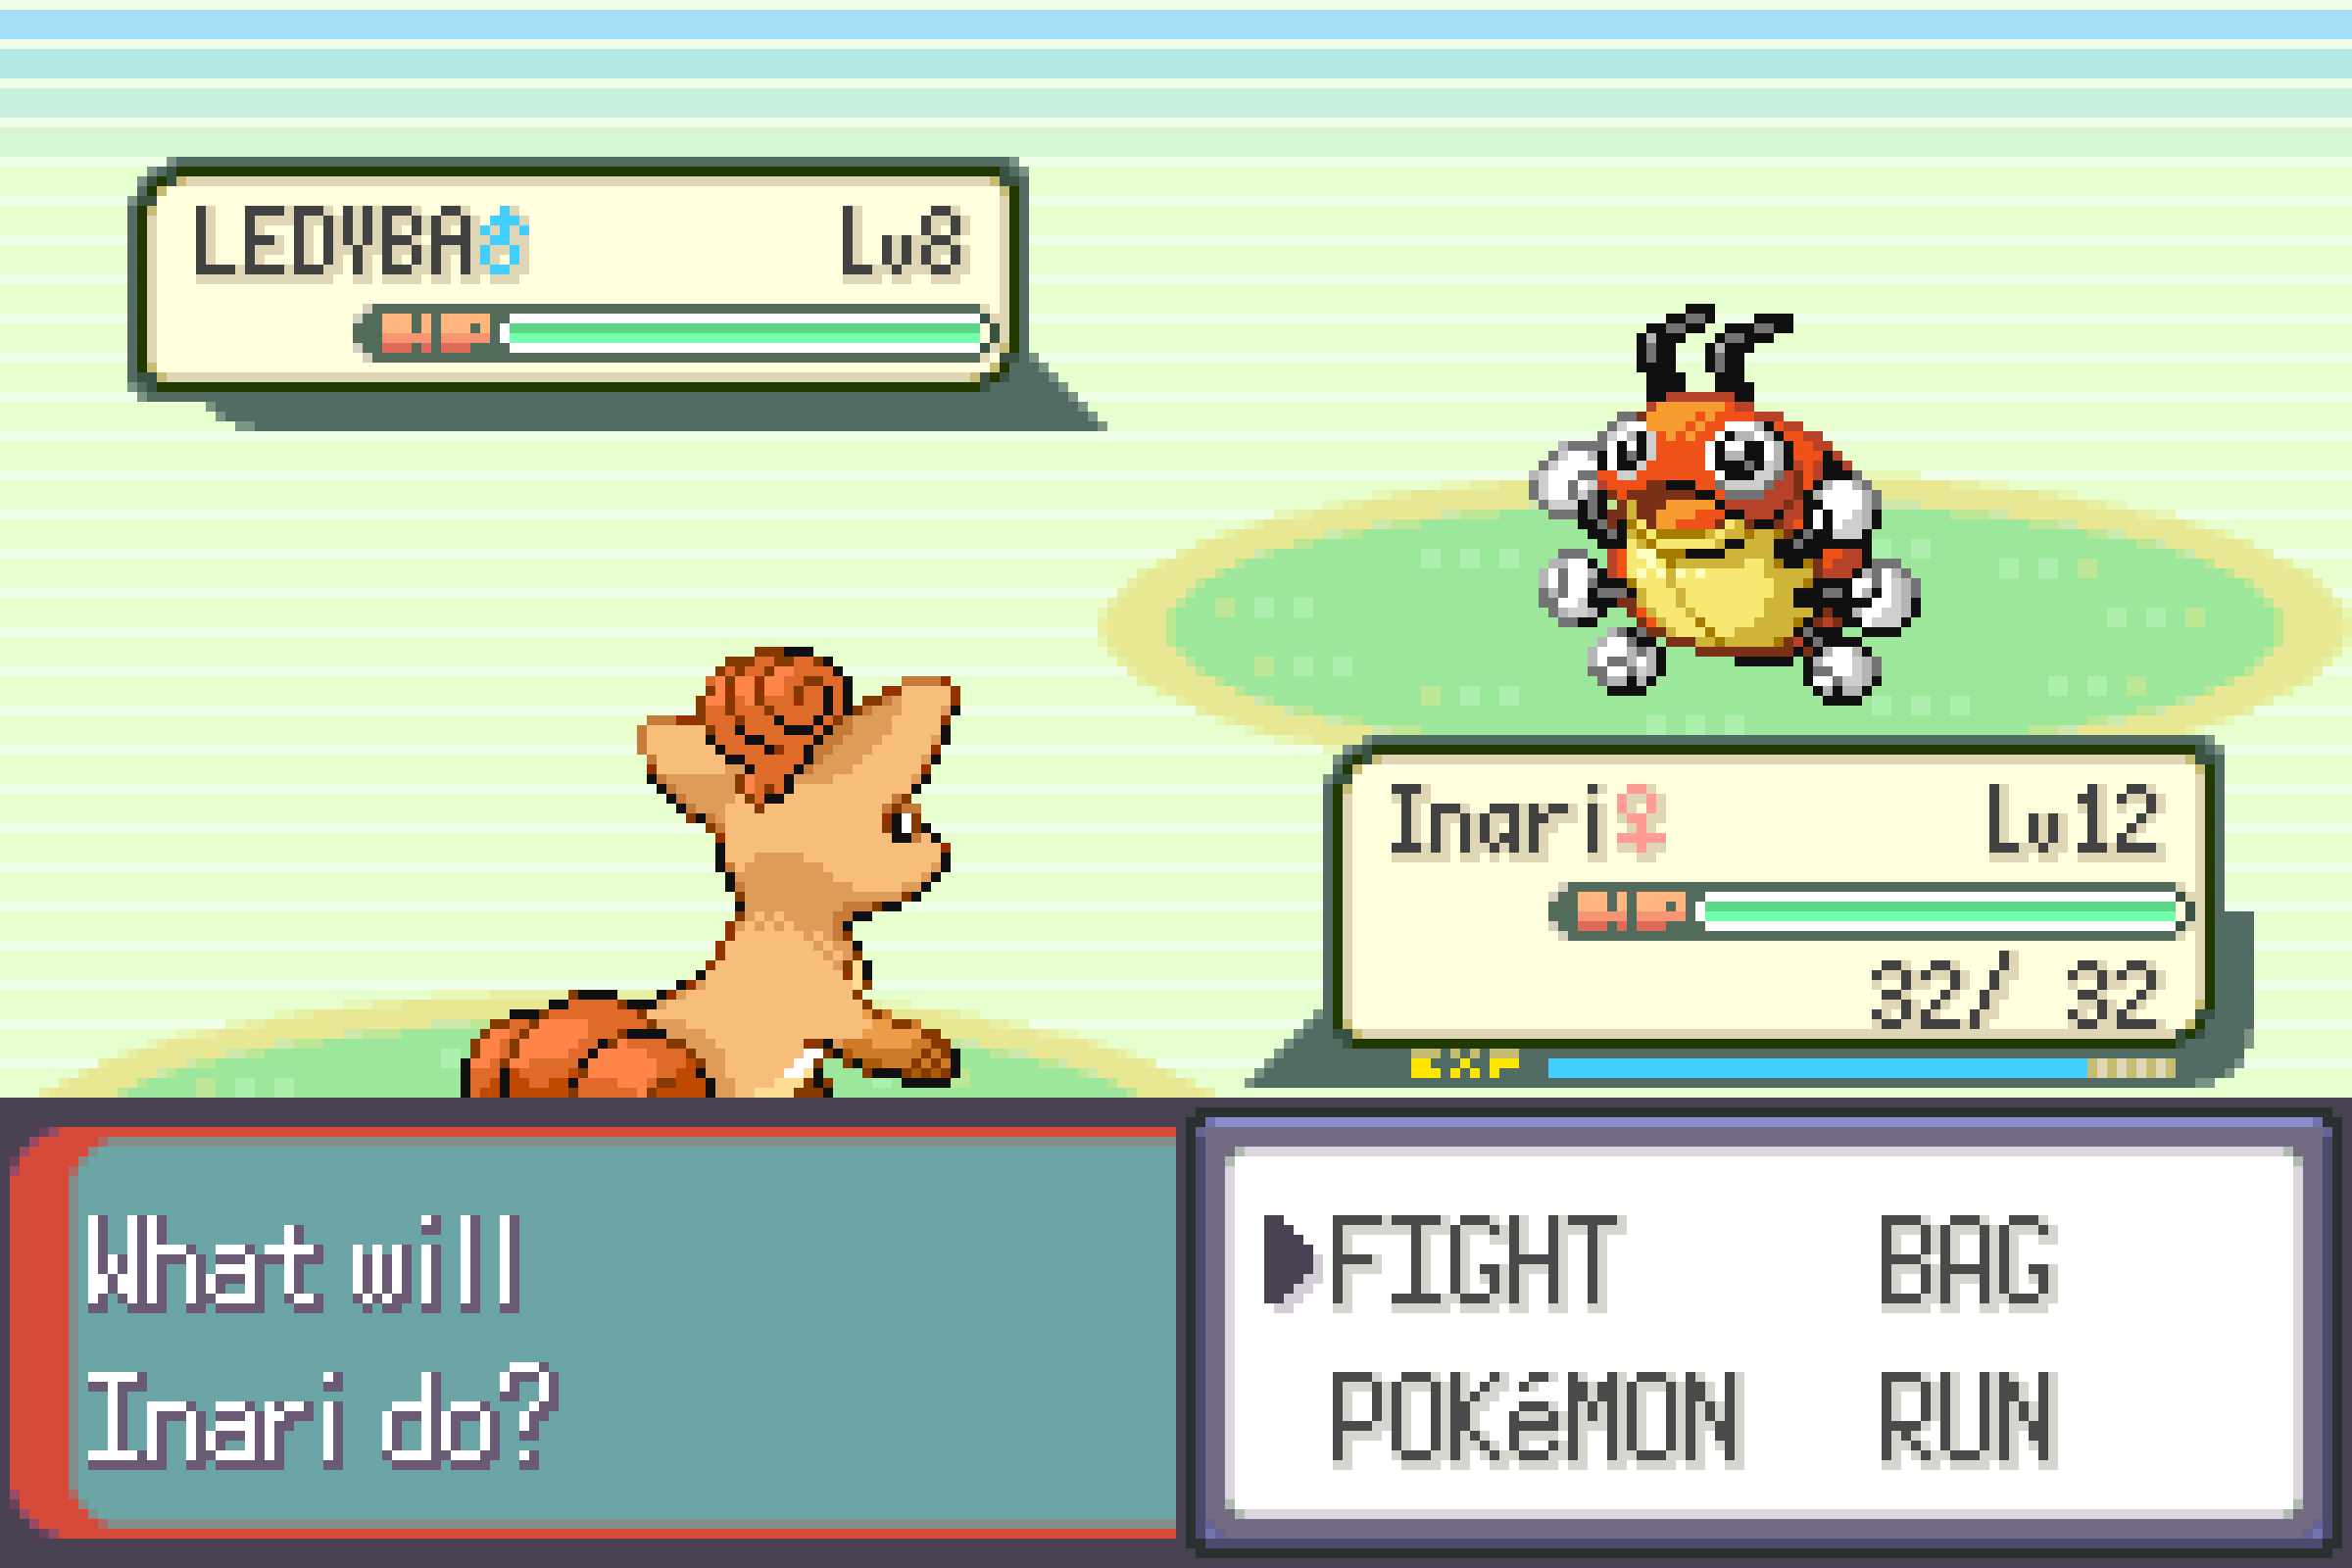 LEDYBA♂ Lv8
HP
Inari♀ Lv12
HP
32/ 32
EXP
What will
Inari do?
FIGHT BAG
POKéMON RUN